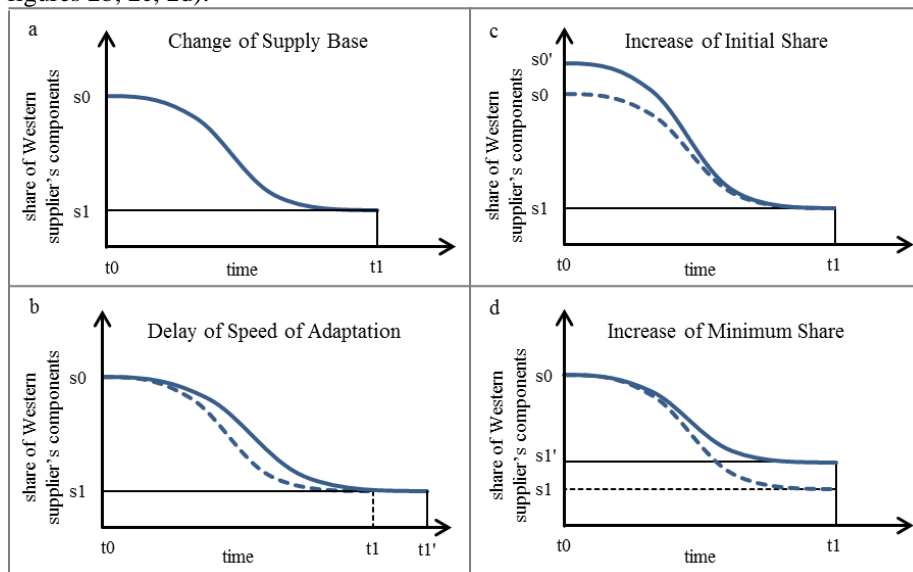 figures 2b, 2c, 2d).
a
Change of Supply Base
share of Western
supplier's components
s0
s1
t0
time
t1
c
Increase of Initial Share
share of Western
supplier's components
s0'
s0
s1
t0
time
t1
b
Delay of Speed of Adaptation
share of Western
supplier's components
s0
s1
t0
time
t1
t1'
d
Increase of Minimum Share
share of Western
supplier's components
s0
s1'
s1
t0
time
t1